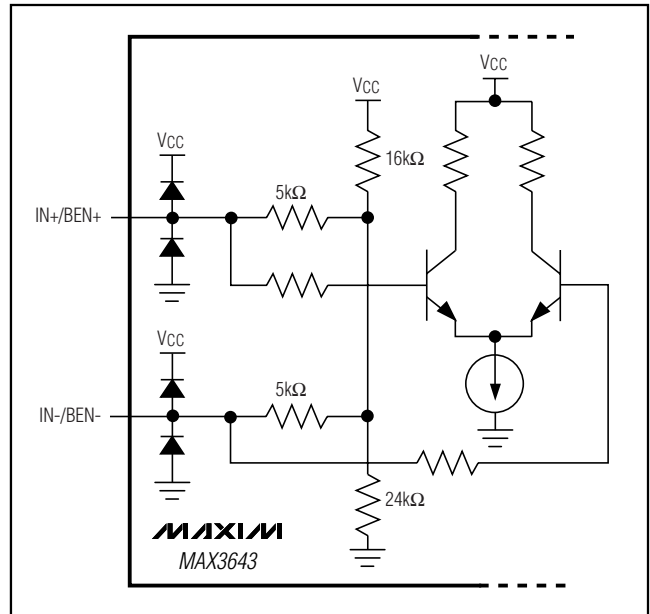 VCC
VCC
VCC
16kΩ
5kΩ
IN+/BEN+
VCC
5kΩ
IN-/BEN-
24kΩ
MAXIM
MAX3643